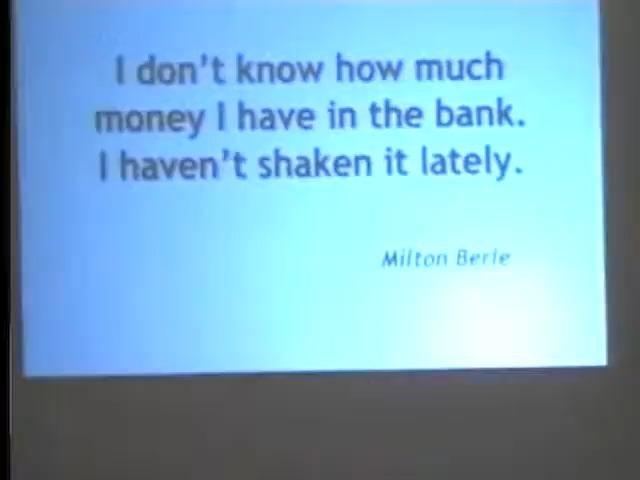 I don't know how much
money I have in the bank.
I haven't shaken it lately.
Milton Berle